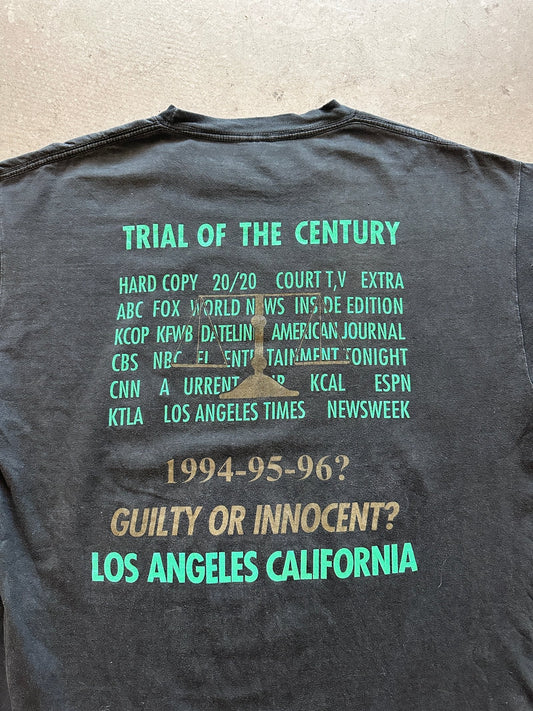 TRIAL OF THE CENTURY
HARD COPY 20/20 COURT T,V EXTRA
ABC FOX WORLD NEWS INSIDE EDITION
KCOP KFWB DATELINE AMERICAN JOURNAL
CBS NBC E! ENTERTAINMENT TONIGHT
CNN A CURRENT AFFAIR KCAL ESPN
KTLA LOS ANGELES TIMES NEWSWEEK
1994-95-96?
GUILTY OR INNOCENT?
LOS ANGELES CALIFORNIA